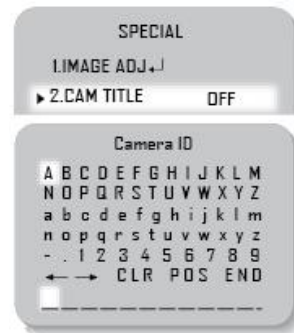 SPECIAL
1.IMAGE ADJ↲
▶ 2.CAM TITLE OFF
Camera ID
A B C D E F G H I J K L M
N O P Q R S T U V W X Y Z
a b c d e f g h i j k l m
n o p q r s t u v w x y z
- . 1 2 3 4 5 6 7 8 9
← → CLR POS END